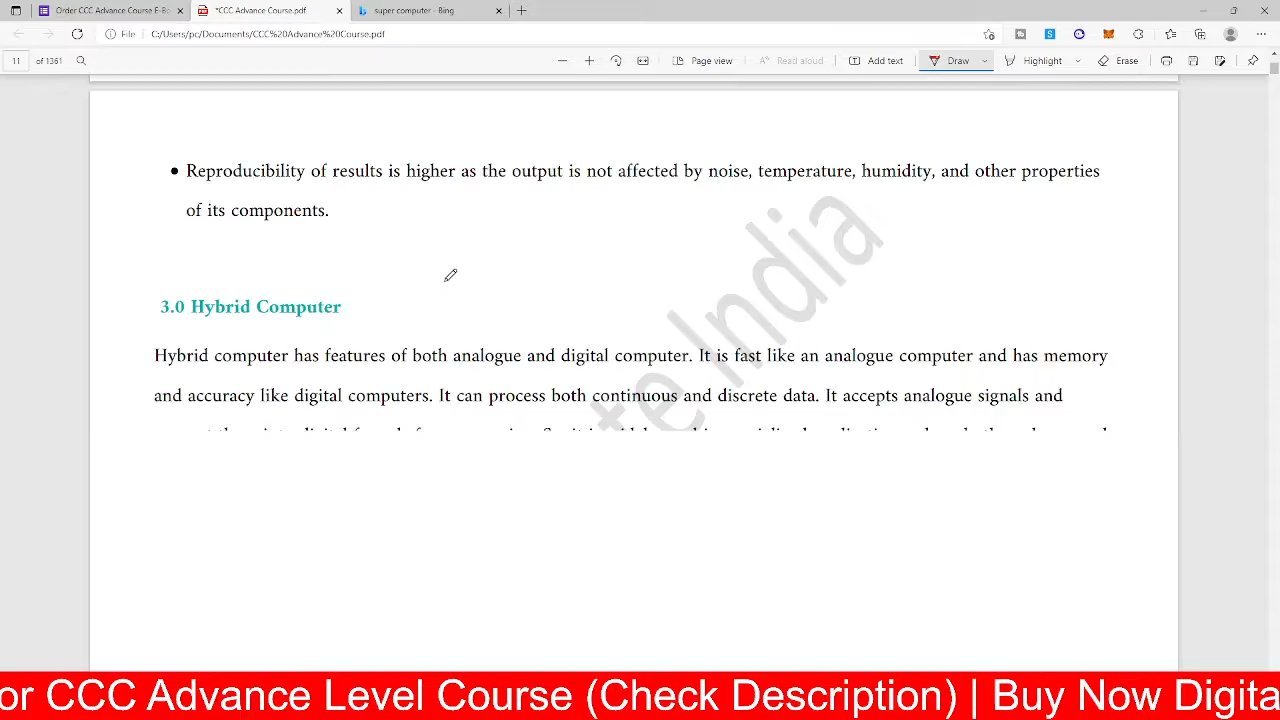 Order CCC Advance Course E-Bo
*CCC Advance Course.pdf
super computer - Bing
File
C:/Users/pc/Documents/CCC%20Advance%20Course.pdf
11 of 1361
Page view
Read aloud
Add text
Draw
Highlight
Erase
• Reproducibility of results is higher as the output is not affected by noise, temperature, humidity, and other properties
of its components.
3.0 Hybrid Computer
Hybrid computer has features of both analogue and digital computer. It is fast like an analogue computer and has memory
and accuracy like digital computers. It can process both continuous and discrete data. It accepts analogue signals and
te India
or CCC Advance Level Course (Check Description) | Buy Now Digita